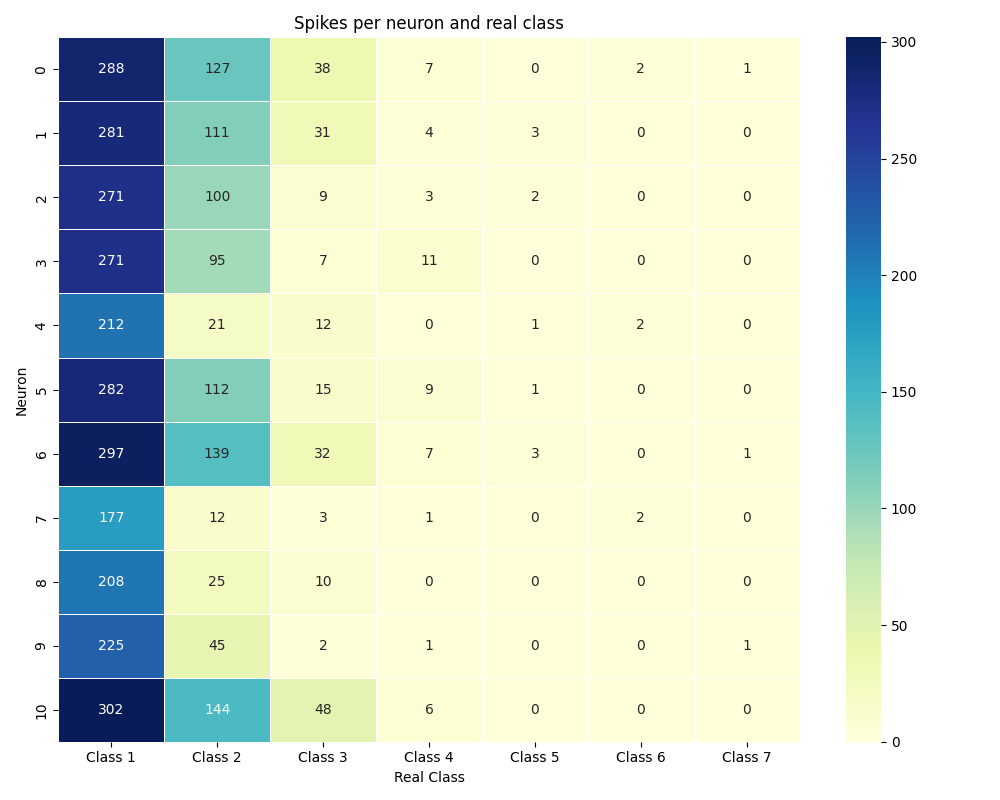 Spikes per neuron and real class
0 288 127 38 7 0 2 1
1 281 111 31 4 3 0 0
2 271 100 9 3 2 0 0
3 271 95 7 11 0 0 0
4 212 21 12 0 1 2 0
5 282 112 15 9 1 0 0
6 297 139 32 7 3 0 1
7 177 12 3 1 0 2 0
8 208 25 10 0 0 0 0
9 225 45 2 1 0 0 1
10 302 144 48 6 0 0 0
Class 1 Class 2 Class 3 Class 4 Class 5 Class 6 Class 7
Real Class
Neuron
300
250
200
150
100
50
0